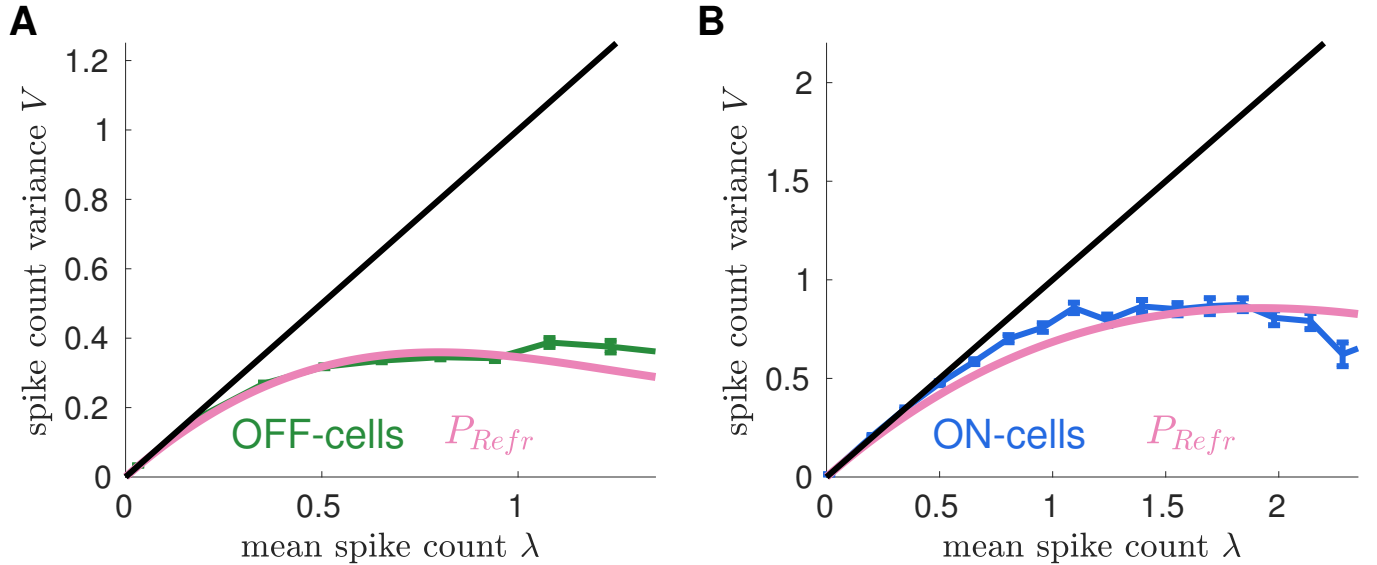 A
spike count variance V
1.2
1
0.8
0.6
0.4
0.2
0
OFF-cells
P_Refr
0
0.5
1
mean spike count λ
B
spike count variance V
2
1.5
1
0.5
0
ON-cells
P_Refr
0
0.5
1
1.5
2
mean spike count λ